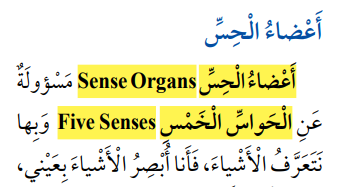 أَعْضاءُ الْحِسِّ
أَعْضاءُ الْحِسِّ Sense Organs مَسْؤولَةٌ
عَنِ الْحَواسِّ الْخَمْسِ Five Senses وَبِها
نَتَعَرَّفُ الْأَشْياءَ، فَأَنا أُبْصِرُ الْأَشْياءَ بِعَيْني،